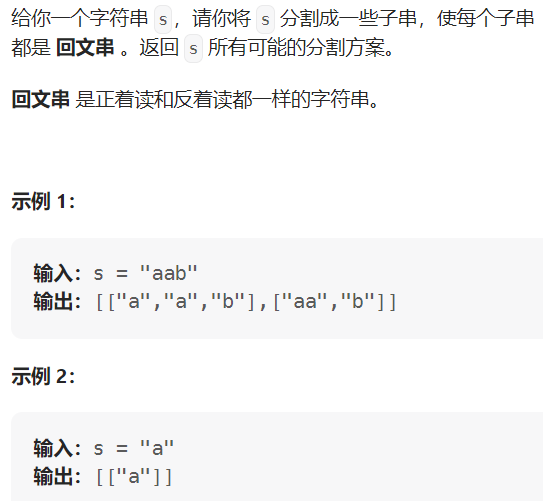 给你一个字符串 s，请你将 s 分割成一些子串，使每个子串
都是 回文串 。返回 s 所有可能的分割方案。
回文串 是正着读和反着读都一样的字符串。
示例 1：
输入：s = "aab"
输出：[["a","a","b"],["aa","b"]]
示例 2：
输入：s = "a"
输出：[["a"]]